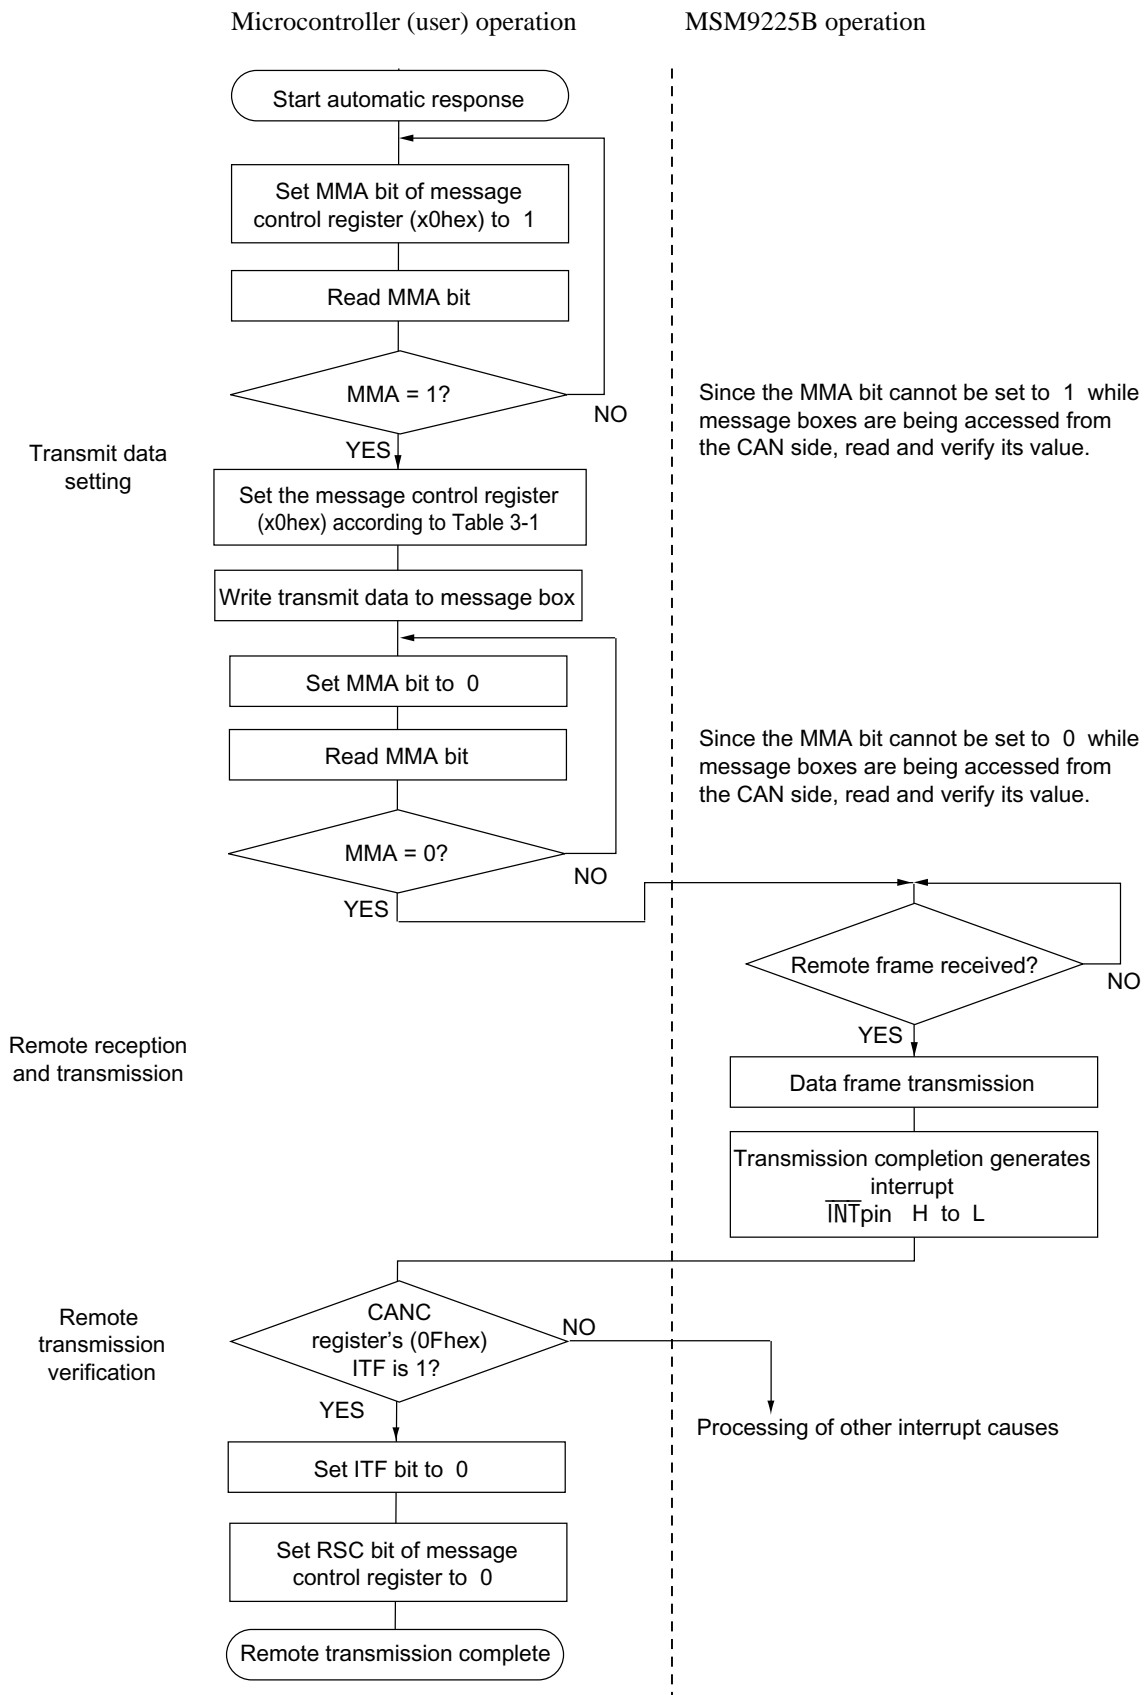 Microcontroller (user) operation
MSM9225B operation
Start automatic response
Set MMA bit of message
control register (x0hex) to 1
Read MMA bit
MMA = 1?
NO
YES
Since the MMA bit cannot be set to 1 while
message boxes are being accessed from
the CAN side, read and verify its value.
Transmit data
setting
Set the message control register
(x0hex) according to Table 3-1
Write transmit data to message box
Set MMA bit to 0
Read MMA bit
Since the MMA bit cannot be set to 0 while
message boxes are being accessed from
the CAN side, read and verify its value.
MMA = 0?
NO
YES
Remote frame received?
NO
YES
Remote reception
and transmission
Data frame transmission
Transmission completion generates
interrupt
INT pin H to L
Remote
transmission
verification
CANC
register's (0Fhex)
ITF is 1?
NO
YES
Processing of other interrupt causes
Set ITF bit to 0
Set RSC bit of message
control register to 0
Remote transmission complete